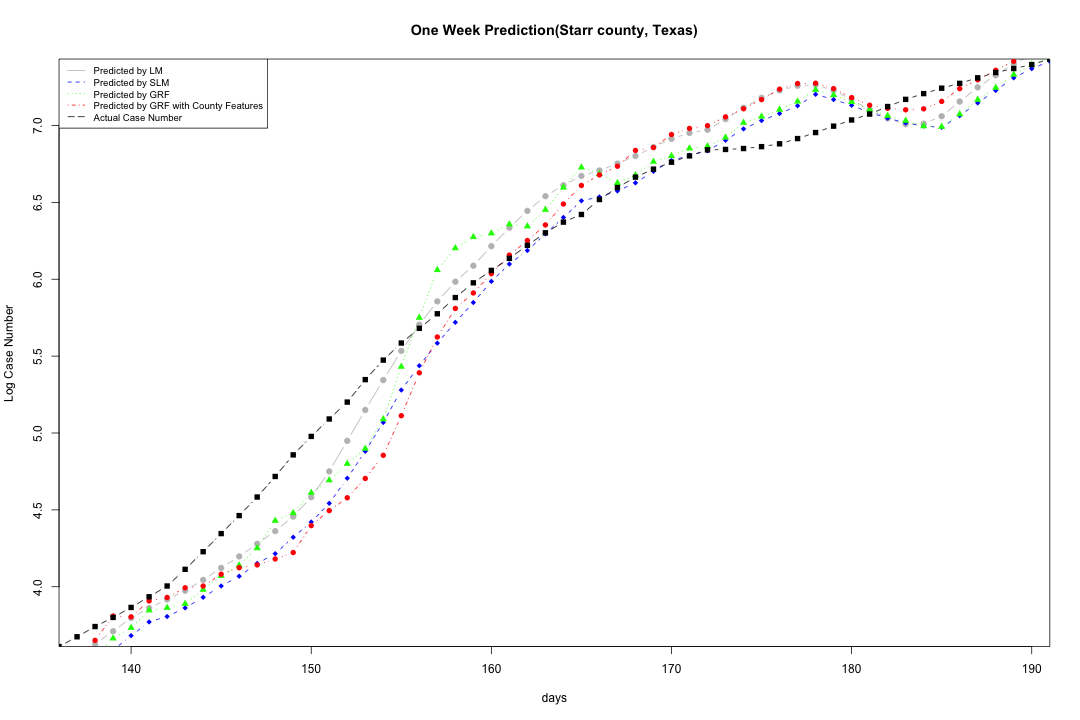 One Week Prediction(Starr county, Texas)
Predicted by LM
Predicted by SLM
Predicted by GRF
Predicted by GRF with County Features
Actual Case Number
Log Case Number
7.0
6.5
6.0
5.5
5.0
4.5
4.0
140 150 160 170 180 190
days